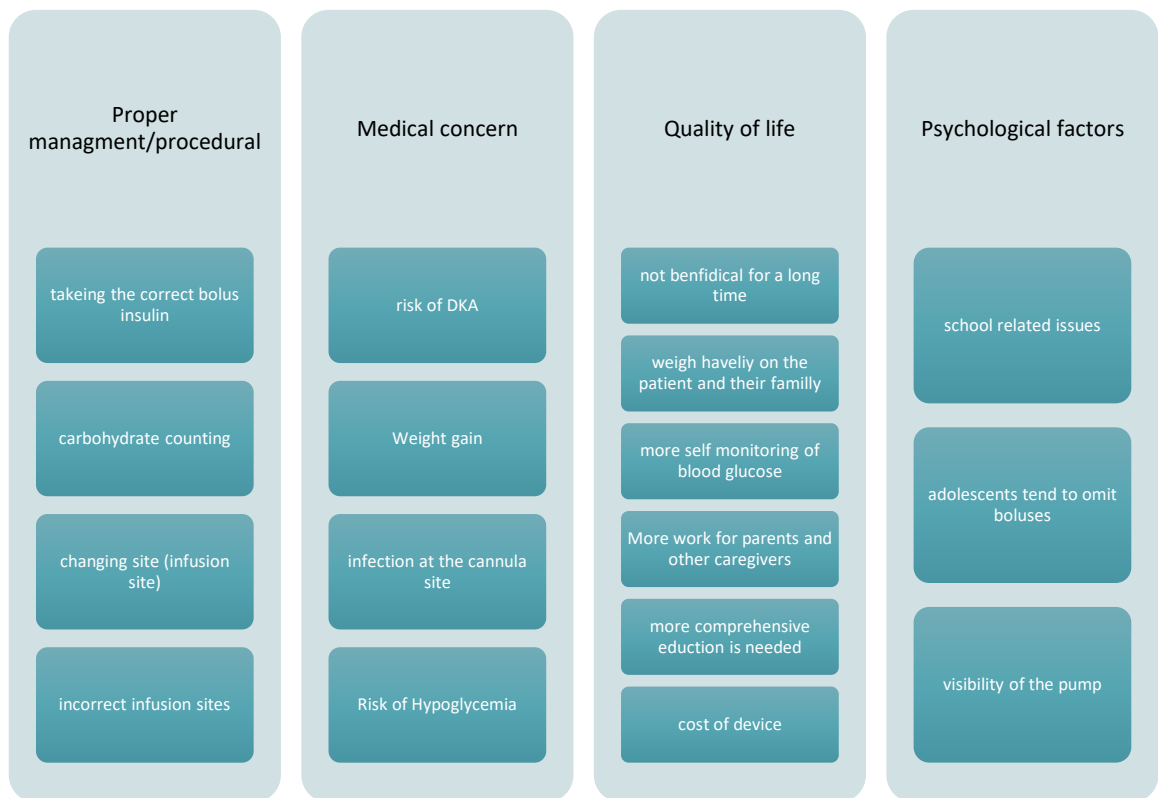 Proper
managment/procedural
takeing the correct bolus
insulin
carbohydrate counting
changing site (infusion
site)
incorrect infusion sites
Medical concern
risk of DKA
Weight gain
infection at the cannula
site
Risk of Hypoglycemia
Quality of life
not benfidical for a long
time
weigh haveliy on the
patient and their familly
more self monitoring of
blood glucose
More work for parents and
other caregivers
more comprehensive
eduction is needed
cost of device
Psychological factors
school related issues
adolescents tend to omit
boluses
visibility of the pump